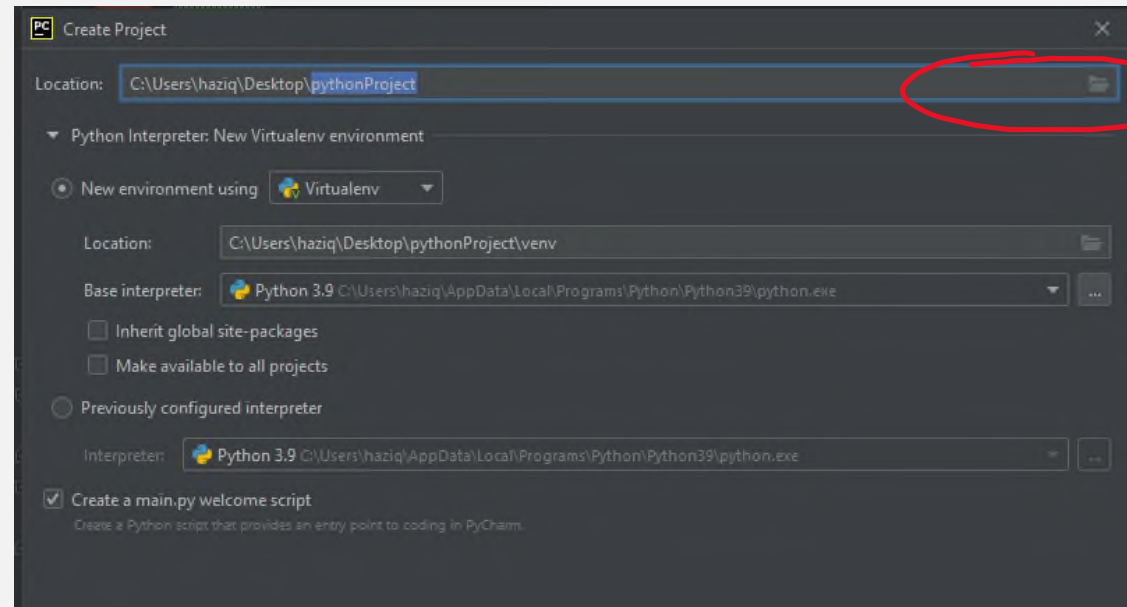 PC Create Project
Location: C:\Users\haziq\Desktop\pythonProject
Python Interpreter: New Virtualenv environment
New environment using Virtualenv
Location: C:\Users\haziq\Desktop\pythonProject\venv
Base interpreter: Python 3.9 C:\Users\haziq\AppData\Local\Programs\Python\Python39\python.exe ...
Inherit global site-packages
Make available to all projects
Previously configured interpreter
Interpreter: Python 3.9 C:\Users\haziq\AppData\Local\Programs\Python\Python39\python.exe ...
Create a main.py welcome script
Create a Python script that provides an entry point to coding in PyCharm.